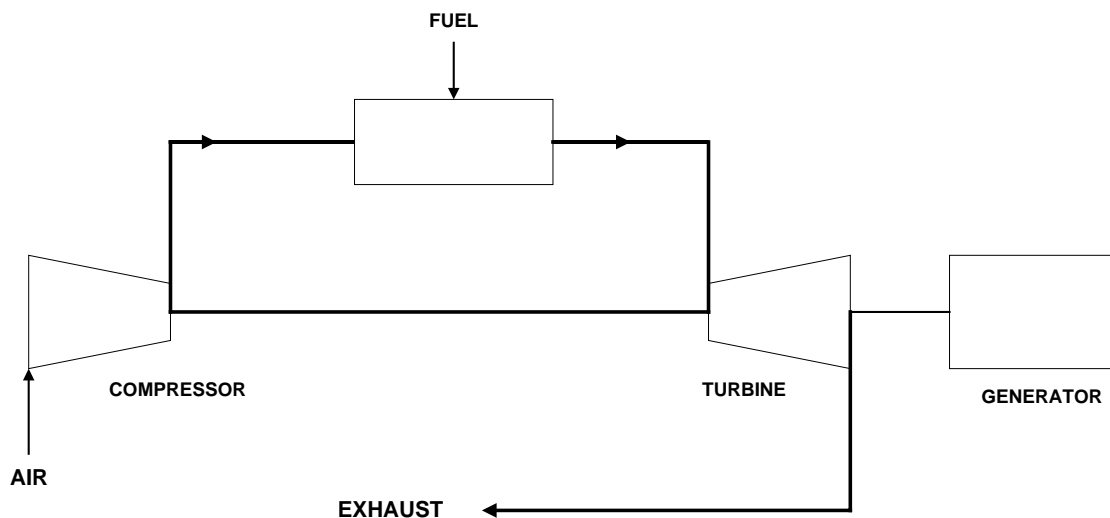 FUEL
COMPRESSOR
TURBINE
GENERATOR
AIR
EXHAUST